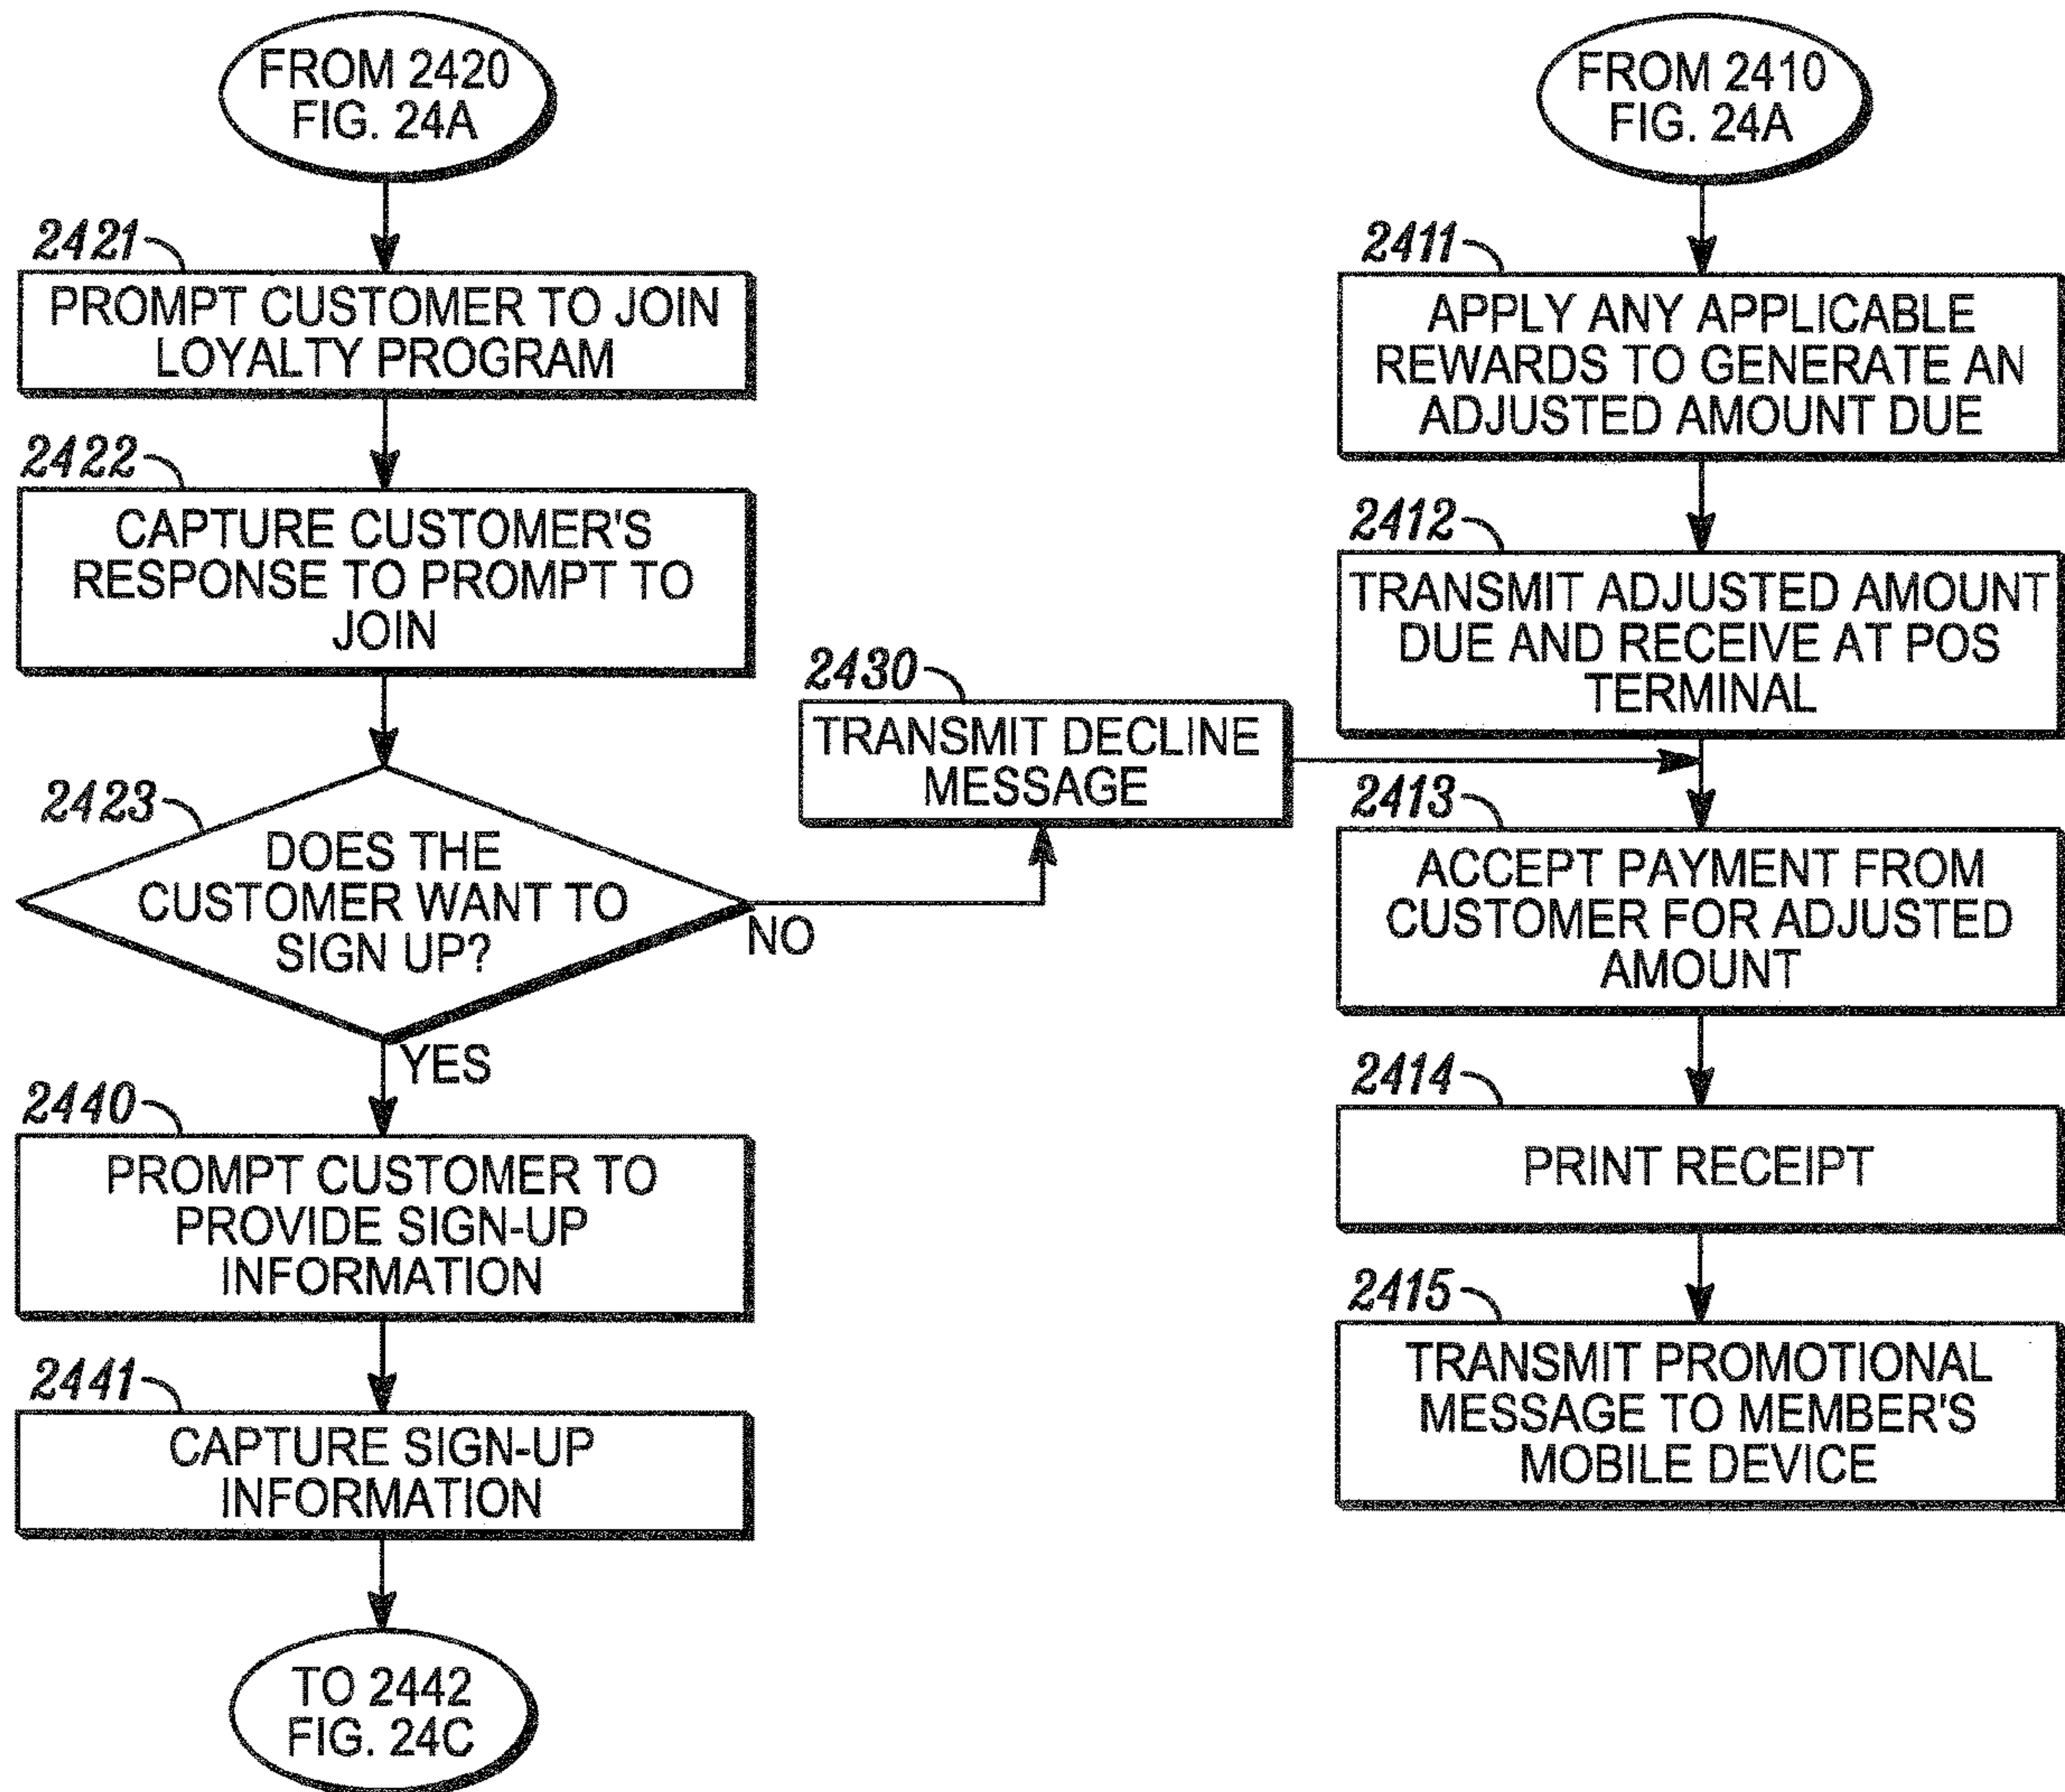 FROM 2420
FIG. 24A
2421
PROMPT CUSTOMER TO JOIN
LOYALTY PROGRAM
2422
CAPTURE CUSTOMER'S
RESPONSE TO PROMPT TO
JOIN
2423
DOES THE
CUSTOMER WANT TO
SIGN UP?
NO
YES
2430
TRANSMIT DECLINE
MESSAGE
2440
PROMPT CUSTOMER TO
PROVIDE SIGN-UP
INFORMATION
2441
CAPTURE SIGN-UP
INFORMATION
TO 2442
FIG. 24C
FROM 2410
FIG. 24A
2411
APPLY ANY APPLICABLE
REWARDS TO GENERATE AN
ADJUSTED AMOUNT DUE
2412
TRANSMIT ADJUSTED AMOUNT
DUE AND RECEIVE AT POS
TERMINAL
2413
ACCEPT PAYMENT FROM
CUSTOMER FOR ADJUSTED
AMOUNT
2414
PRINT RECEIPT
2415
TRANSMIT PROMOTIONAL
MESSAGE TO MEMBER'S
MOBILE DEVICE